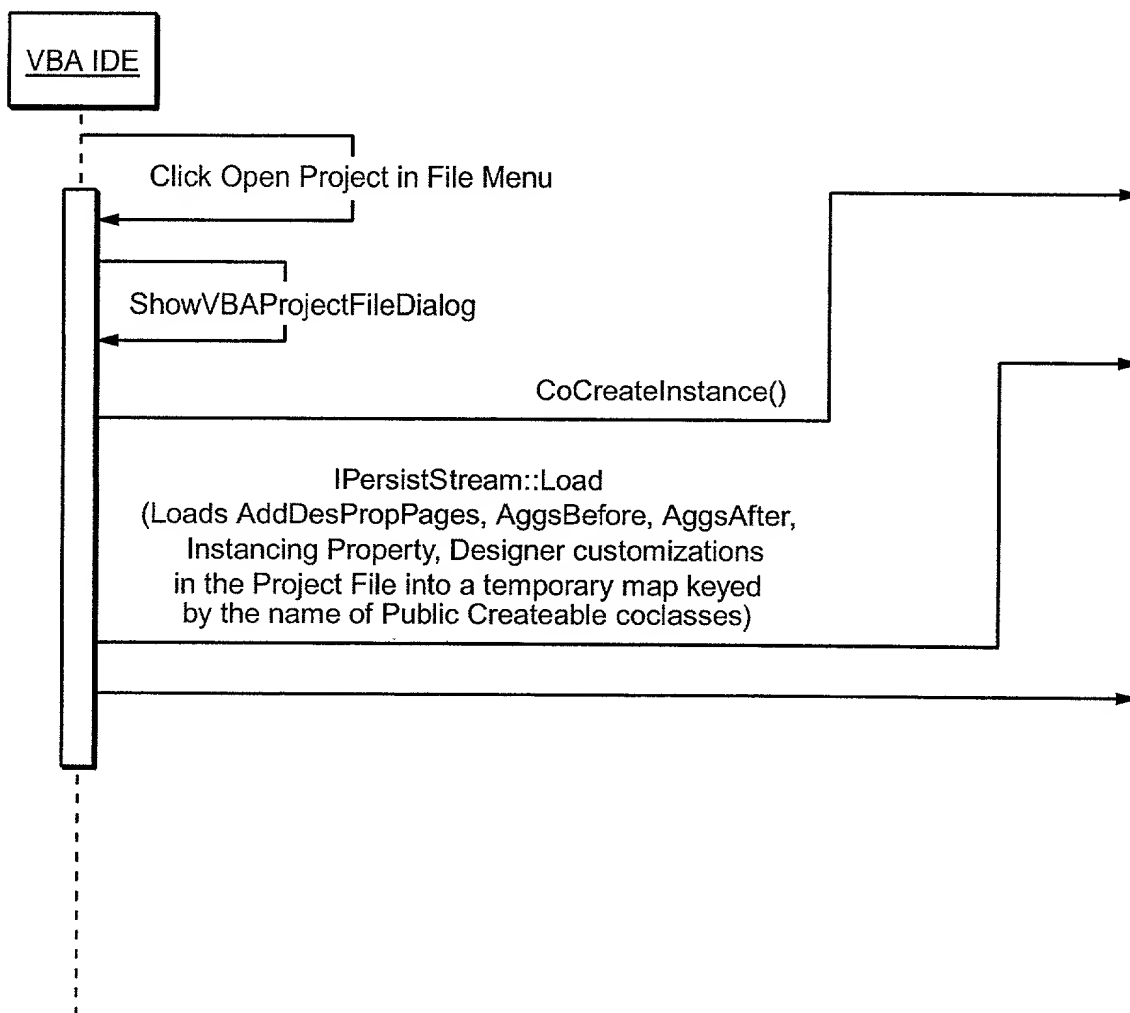 VBA IDE
Click Open Project in File Menu
ShowVBAProjectFileDialog
CoCreateInstance()
IPersistStream::Load
(Loads AddDesPropPages, AggsBefore, AggsAfter,
Instancing Property, Designer customizations
in the Project File into a temporary map keyed
by the name of Public Createable coclasses)